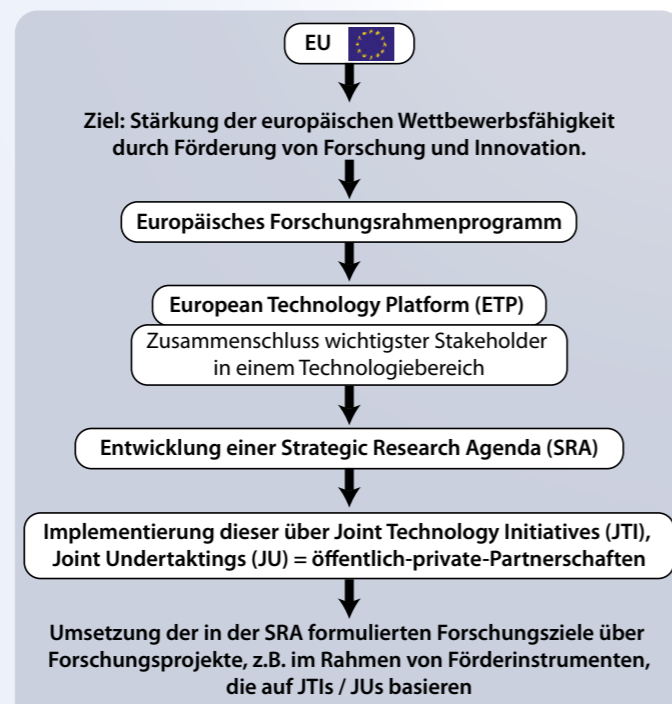 EU
Ziel: Stärkung der europäischen Wettbewerbsfähigkeit
durch Förderung von Forschung und Innovation.
Europäisches Forschungsrahmenprogramm
European Technology Platform (ETP)
Zusammenschluss wichtigster Stakeholder
in einem Technologiebereich
Entwicklung einer Strategic Research Agenda (SRA)
Implementierung dieser über Joint Technology Initiatives (JTI),
Joint Undertaktings (JU) = öffentlich-private-Partnerschaften
Umsetzung der in der SRA formulierten Forschungsziele über
Forschungsprojekte, z.B. im Rahmen von Förderinstrumenten,
die auf JTIs / JUs basieren